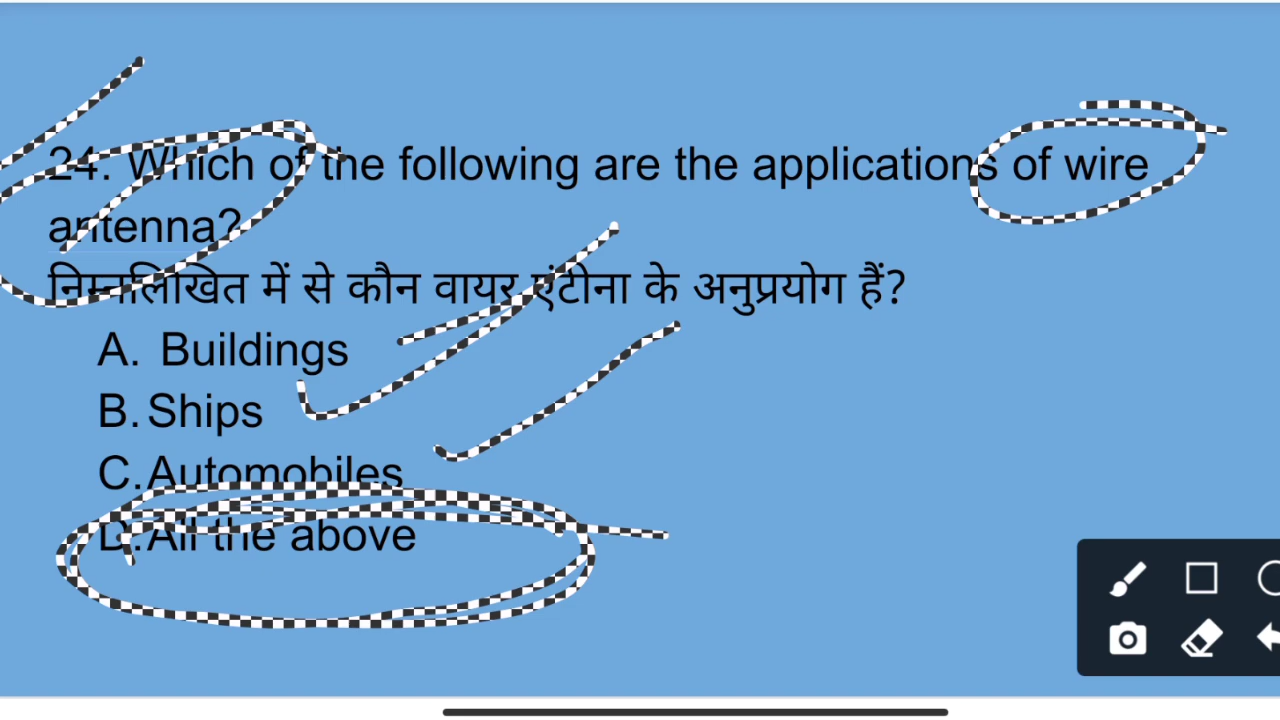 24. Which of the following are the applications of wire
antenna?
निम्नलिखित में से कौन वायर एंटीना के अनुप्रयोग हैं?
A. Buildings
B. Ships
C. Automobiles
D. All the above